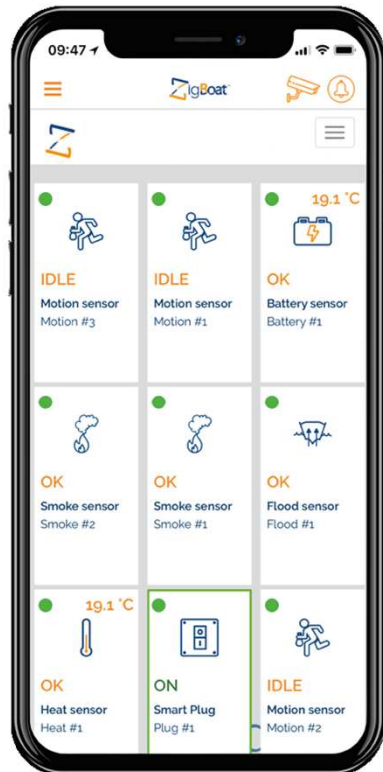 09:47
ZigBoat
19.1 °C
IDLE
Motion sensor
Motion #3
IDLE
Motion sensor
Motion #1
OK
Battery sensor
Battery #1
OK
Smoke sensor
Smoke #2
OK
Smoke sensor
Smoke #1
OK
Flood sensor
Flood #1
19.1 °C
OK
Heat sensor
Heat #1
ON
Smart Plug
Plug #1
IDLE
Motion sensor
Motion #2